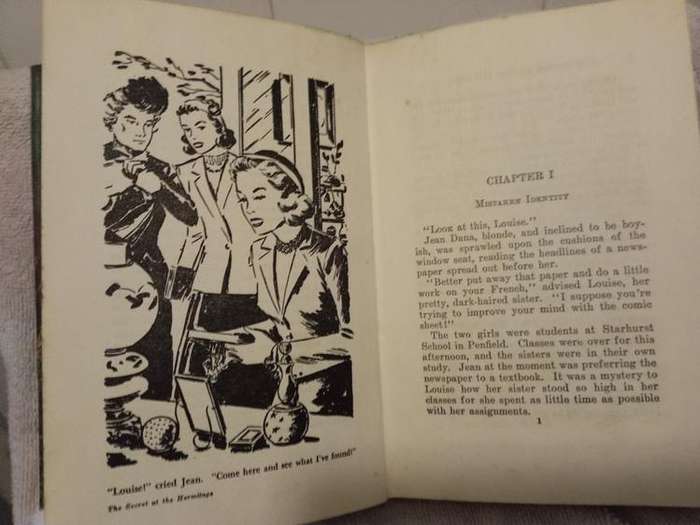 "Louise!" cried Jean. "Come here and see what I've found!"
The Secret at the Hermitage
CHAPTER I
MISTAKEN IDENTITY
"Look at this, Louise."
Jean Dana, blonde, and inclined to be boy-
ish, was sprawled upon the cushions of the
window seat, reading the headlines of a news-
paper spread out before her.
"Better put away that paper and do a little
work on your French," advised Louise, her
pretty, dark-haired sister. "I suppose you're
trying to improve your mind with the comic
sheet!"
The two girls were students at Starhurst
School in Penfield. Classes were over for this
afternoon, and the sisters were in their own
study. Jean at the moment was preferring the
newspaper to a textbook. It was a mystery to
Louise how her sister stood so high in her
classes for she spent as little time as possible
with her assignments.
1